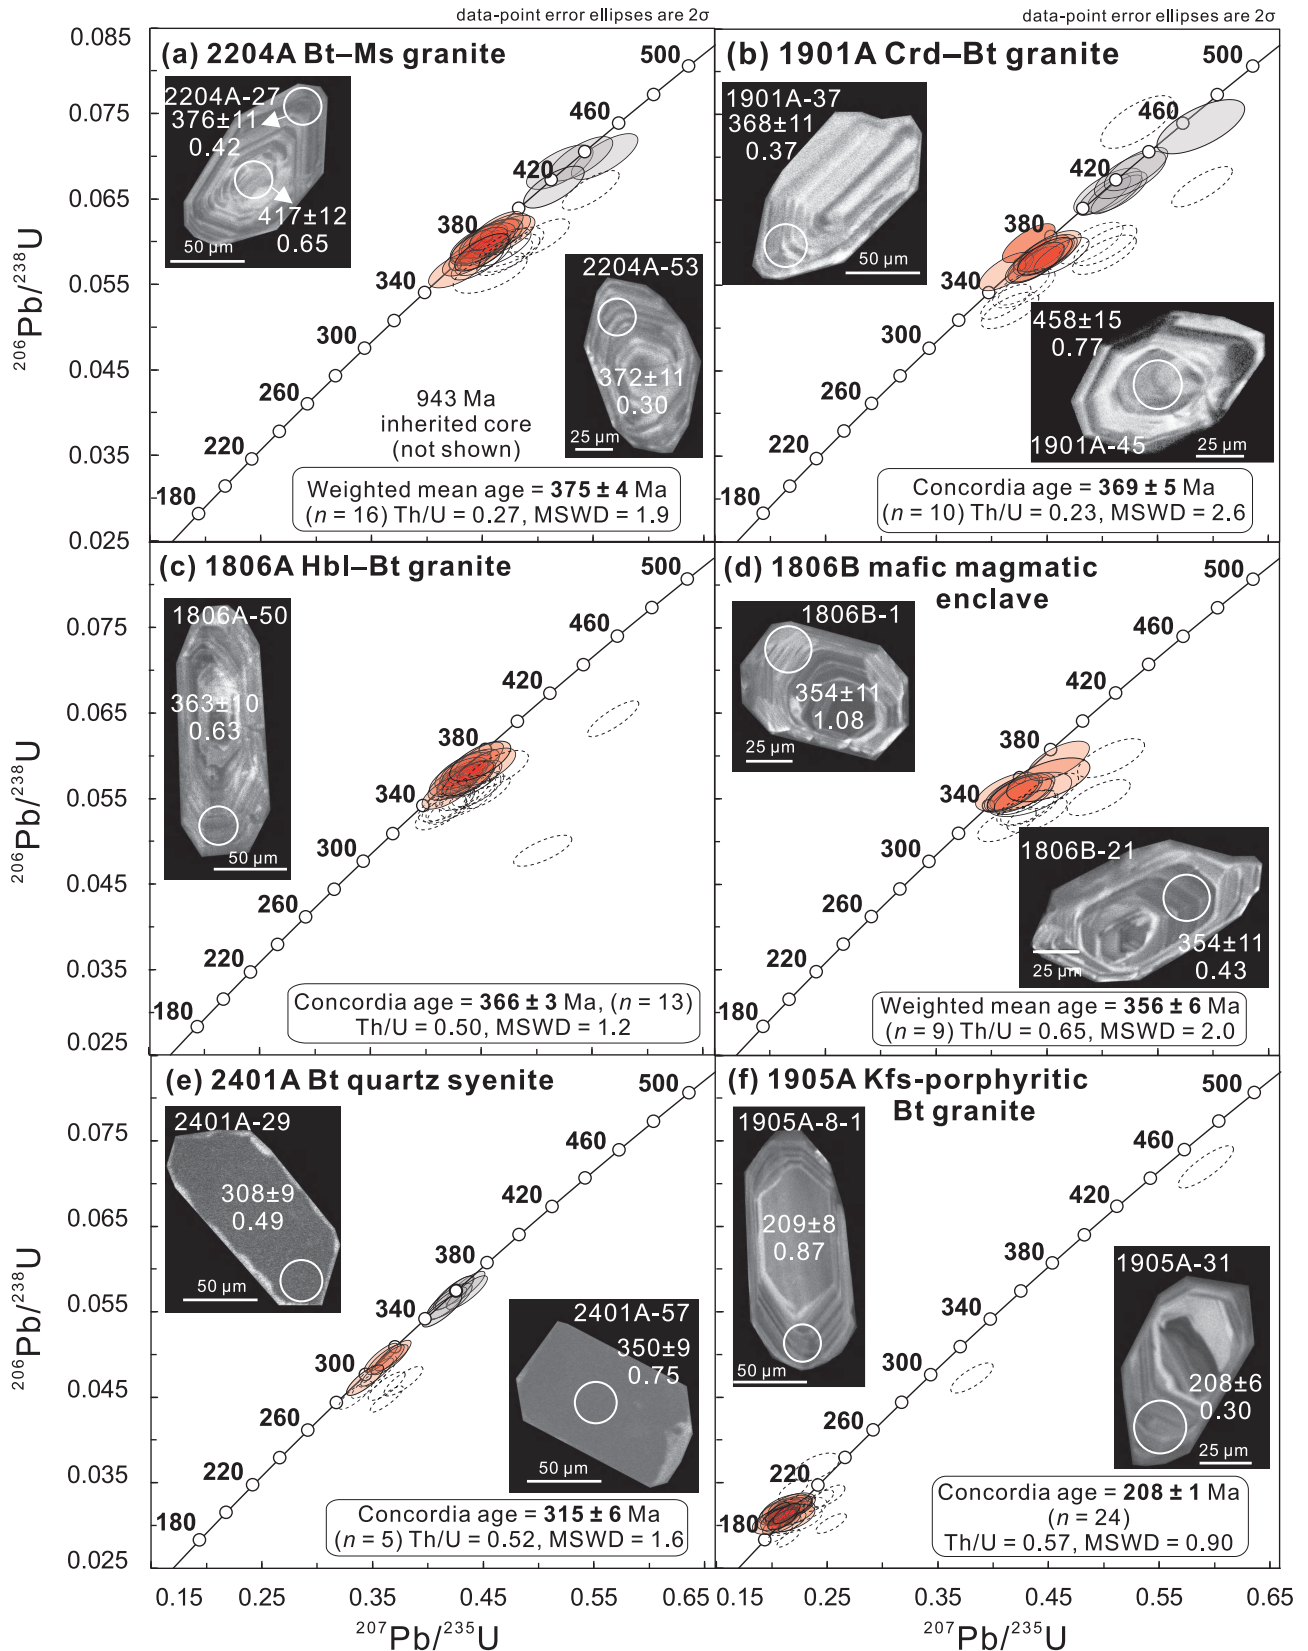 data-point error ellipses are 2σ
data-point error ellipses are 2σ
(a) 2204A Bt–Ms granite
0.085
0.075
0.065
0.055
0.045
0.035
0.025
206Pb/238U
500
460
420
380
340
300
260
220
180
2204A-27
376±11
0.42
417±12
0.65
50 µm
2204A-53
372±11
0.30
25 µm
943 Ma
inherited core
(not shown)
Weighted mean age = 375 ± 4 Ma
(n = 16) Th/U = 0.27, MSWD = 1.9
(b) 1901A Crd–Bt granite
500
460
420
380
340
300
260
220
180
1901A-37
368±11
0.37
50 µm
458±15
0.77
1901A-45
25 µm
Concordia age = 369 ± 5 Ma
(n = 10) Th/U = 0.23, MSWD = 2.6
(c) 1806A Hbl–Bt granite
0.075
0.065
0.055
0.045
0.035
0.025
206Pb/238U
500
460
420
380
340
300
260
220
180
1806A-50
363±10
0.63
50 µm
Concordia age = 366 ± 3 Ma, (n = 13)
Th/U = 0.50, MSWD = 1.2
(d) 1806B mafic magmatic
enclave
500
460
420
380
340
300
260
220
180
1806B-1
354±11
1.08
25 µm
1806B-21
354±11
0.43
25 µm
Weighted mean age = 356 ± 6 Ma
(n = 9) Th/U = 0.65, MSWD = 2.0
(e) 2401A Bt quartz syenite
0.075
0.065
0.055
0.045
0.035
0.025
206Pb/238U
500
460
420
380
340
300
260
220
180
2401A-29
308±9
0.49
50 µm
2401A-57
350±9
0.75
50 µm
Concordia age = 315 ± 6 Ma
(n = 5) Th/U = 0.52, MSWD = 1.6
0.15 0.25 0.35 0.45 0.55
207Pb/235U
(f) 1905A Kfs-porphyritic
Bt granite
500
460
420
380
340
300
260
220
180
1905A-8-1
209±8
0.87
50 µm
1905A-31
208±6
0.30
25 µm
Concordia age = 208 ± 1 Ma
(n = 24)
Th/U = 0.57, MSWD = 0.90
0.15 0.25 0.35 0.45 0.55 0.65
207Pb/235U